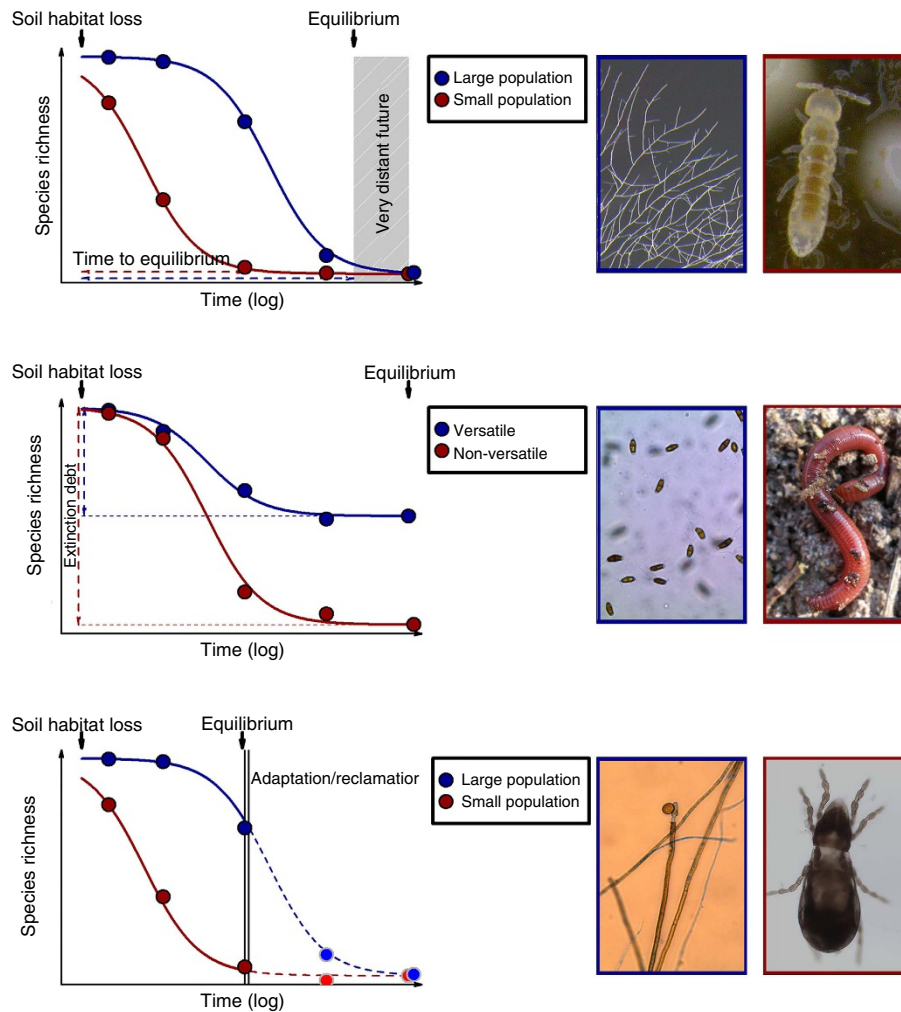 Soil habitat loss
Equilibrium
Species richness
Very distant future
Time to equilibrium
Time (log)
Large population
Small population
Soil habitat loss
Equilibrium
Species richness
Extinction debt
Time (log)
Versatile
Non-versatile
Soil habitat loss
Equilibrium
Species richness
Adaptation/reclamatior
Time (log)
Large population
Small population